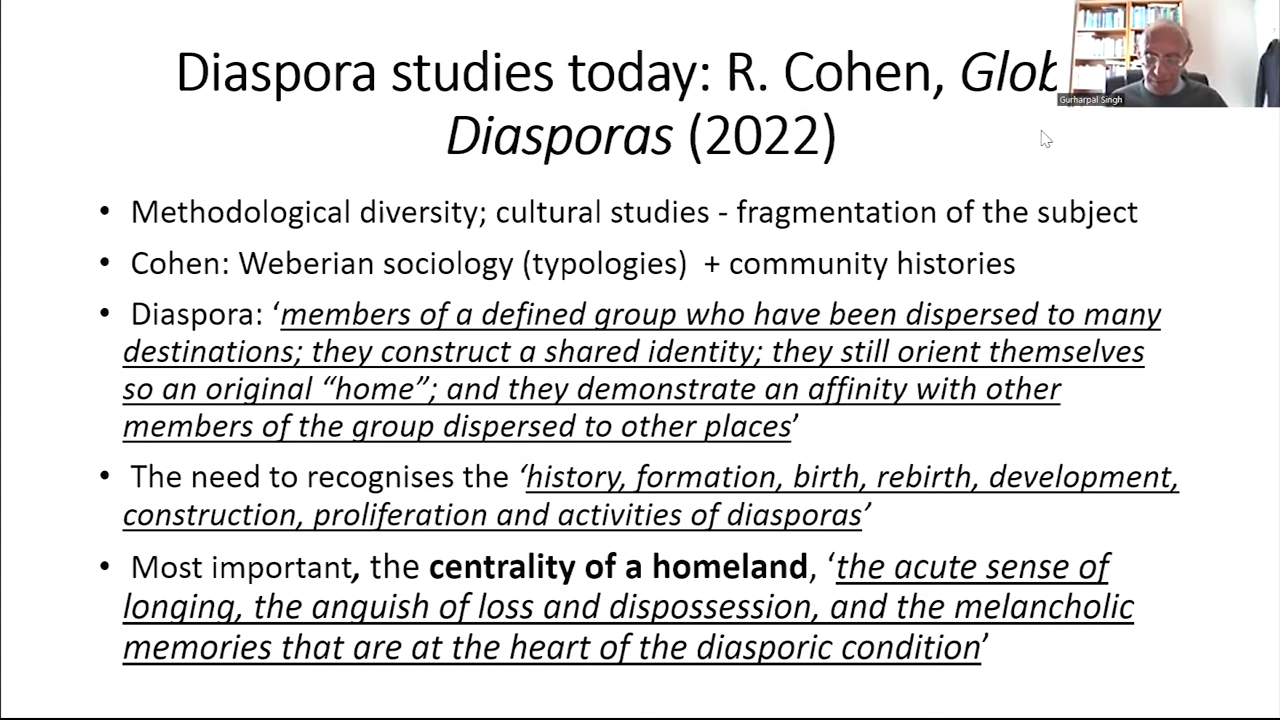 Diaspora studies today: R. Cohen, Glob
Diasporas (2022)
Gurharpal Singh
• Methodological diversity; cultural studies - fragmentation of the subject
• Cohen: Weberian sociology (typologies) + community histories
• Diaspora: ‘members of a defined group who have been dispersed to many
destinations; they construct a shared identity; they still orient themselves
so an original “home”; and they demonstrate an affinity with other
members of the group dispersed to other places’
• The need to recognises the ‘history, formation, birth, rebirth, development,
construction, proliferation and activities of diasporas’
• Most important, the centrality of a homeland, ‘the acute sense of
longing, the anguish of loss and dispossession, and the melancholic
memories that are at the heart of the diasporic condition’